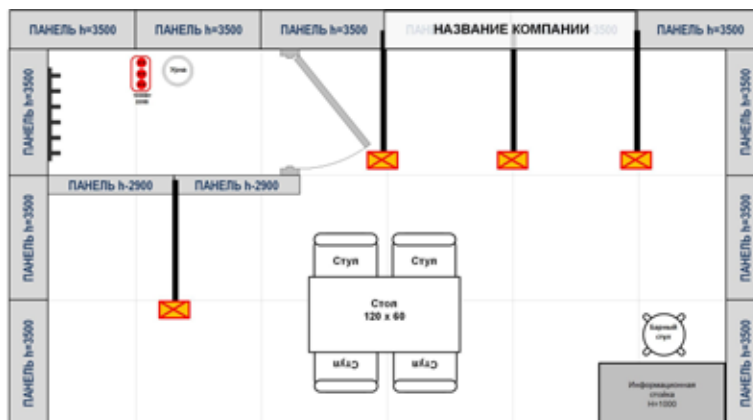 ПАНЕЛЬ h=3500
ПАНЕЛЬ h=3500
ПАНЕЛЬ h=3500
НАЗВАНИЕ КОМПАНИИ
ПАНЕЛЬ h=3500
ПАНЕЛЬ h=3500
Урна
ПАНЕЛЬ h=3500
ПАНЕЛЬ h-2900
ПАНЕЛЬ h-2900
ПАНЕЛЬ h=3500
ПАНЕЛЬ h=3500
Стул
Стул
Стол
120 x 60
Стул
Стул
Барный
стул
ПАНЕЛЬ h=3500
ПАНЕЛЬ h=3500
Информационная
стойка
H=1000